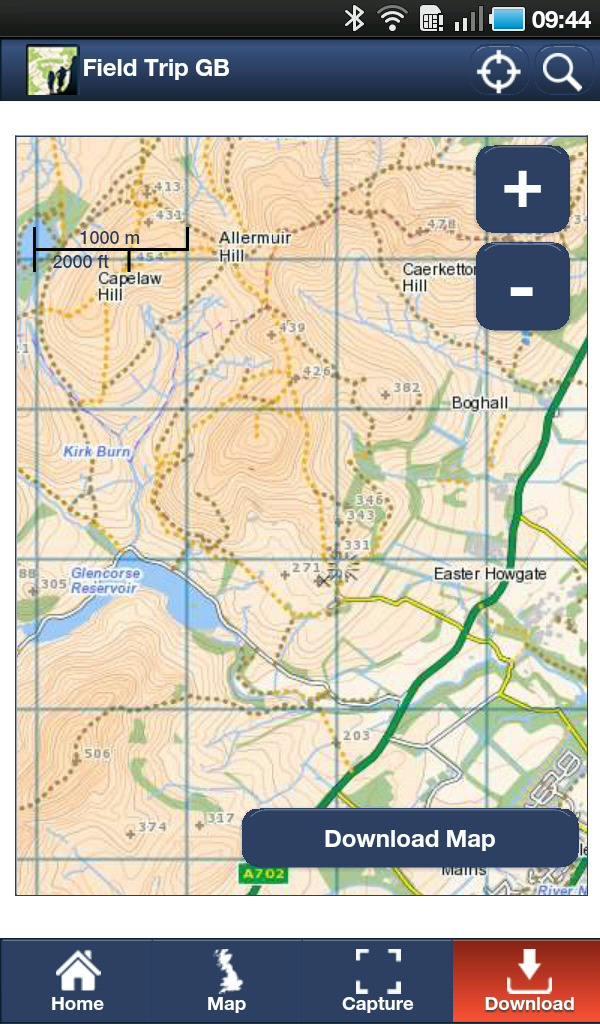 09:44
Field Trip GB
413
431
478
1000 m
Allermuir
Hill
454
2000 ft
Capelaw
Hill
Caerketton
Hill
+
-
439
426
382
Boghall
Kirk Burn
346
343
331
271
Easter Howgate
Glencorse
Reservoir
305
203
506
317
374
Download Map
A702
Mains
River N
Home
Map
Capture
Download